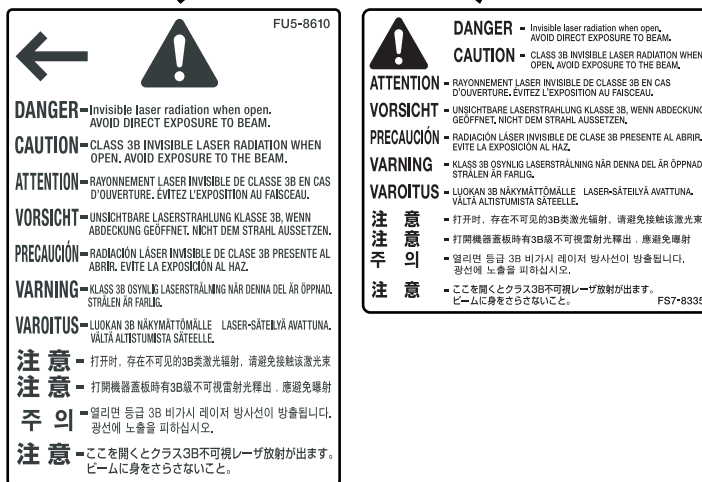 FU5-8610
DANGER - Invisible laser radiation when open.
AVOID DIRECT EXPOSURE TO BEAM.
CAUTION - CLASS 3B INVISIBLE LASER RADIATION WHEN
OPEN. AVOID EXPOSURE TO THE BEAM.
ATTENTION - RAYONNEMENT LASER INVISIBLE DE CLASSE 3B EN CAS
D'OUVERTURE. ÉVITEZ L'EXPOSITION AU FAISCEAU.
VORSICHT - UNSICHTBARE LASERSTRAHLUNG KLASSE 3B, WENN
ABDECKUNG GEÖFFNET. NICHT DEM STRAHL AUSSETZEN.
PRECAUCIÓN - RADIACIÓN LÁSER INVISIBLE DE CLASE 3B PRESENTE AL
ABRIR. EVITE LA EXPOSICIÓN AL HAZ.
VARNING - KLASS 3B OSYNLIG LASERSTRÅLNING NÄR DENNA DEL ÄR ÖPPNAD.
STRÅLEN ÄR FARLIG.
VAROITUS - LUOKAN 3B NÄKYMÄTTÖMÄLLE LASER-SÄTEILYÄ AVATTUNA.
VÄLTÄ ALTISTUMISTA SÄTEELLE.
注 意 - 打开时，存在不可见的3B类激光辐射，请避免接触该激光束
注 意 - 打開機器蓋板時有3B級不可視雷射光釋出．應避免曝射
주 의 - 열리면 등급 3B 비가시 레이저 방사선이 방출됩니다.
광선에 노출을 피하십시오.
注 意 - ここを開くとクラス3B不可視レーザ放射が出ます。
ビームに身をさらさないこと。
DANGER - Invisible laser radiation when open.
AVOID DIRECT EXPOSURE TO BEAM.
CAUTION - CLASS 3B INVISIBLE LASER RADIATION WHEN
OPEN. AVOID EXPOSURE TO THE BEAM.
ATTENTION - RAYONNEMENT LASER INVISIBLE DE CLASSE 3B EN CAS
D'OUVERTURE. ÉVITEZ L'EXPOSITION AU FAISCEAU.
VORSICHT - UNSICHTBARE LASERSTRAHLUNG KLASSE 3B, WENN ABDECKUNG
GEÖFFNET. NICHT DEM STRAHL AUSSETZEN.
PRECAUCIÓN - RADIACIÓN LÁSER INVISIBLE DE CLASE 3B PRESENTE AL ABRIR.
EVITE LA EXPOSICIÓN AL HAZ.
VARNING - KLASS 3B OSYNLIG LASERSTRÅLNING NÄR DENNA DEL ÄR ÖPPNAD
STRÅLEN ÄR FARLIG.
VAROITUS - LUOKAN 3B NÄKYMÄTTÖMÄLLE LASER-SÄTEILYÄ AVATTUNA.
VÄLTÄ ALTISTUMISTA SÄTEELLE.
注 意 - 打开时，存在不可见的3B类激光辐射，请避免接触该激光束
注 意 - 打開機器蓋板時有3B級不可視雷射光釋出．應避免曝射
주 의 - 열리면 등급 3B 비가시 레이저 방사선이 방출됩니다.
광선에 노출을 피하십시오.
注 意 - ここを開くとクラス3B不可視レーザ放射が出ます。
ビームに身をさらさないこと。 FS7-8335